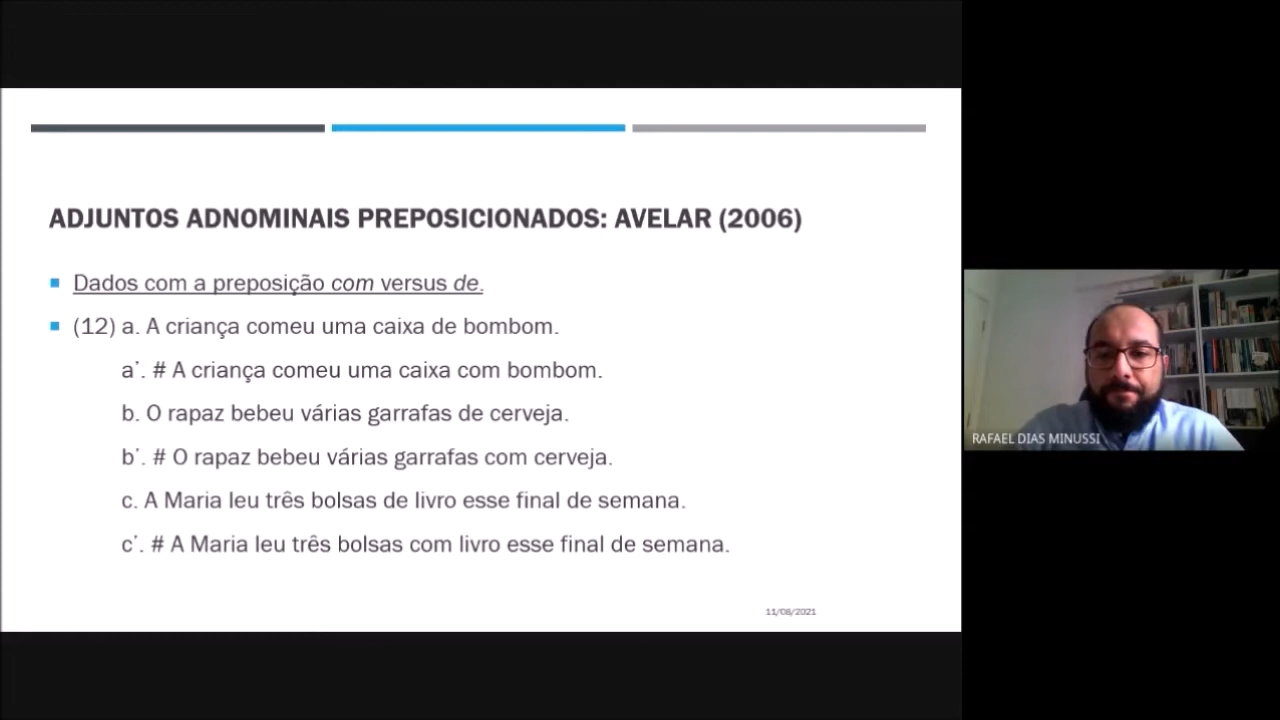 ADJUNTOS ADNOMINAIS PREPOSICIONADOS: AVELAR (2006)
Dados com a preposição com versus de.
(12) a. A criança comeu uma caixa de bombom.
a’. # A criança comeu uma caixa com bombom.
b. O rapaz bebeu várias garrafas de cerveja.
b’. # O rapaz bebeu várias garrafas com cerveja.
c. A Maria leu três bolsas de livro esse final de semana.
c’. # A Maria leu três bolsas com livro esse final de semana.
11/08/2021
RAFAEL DIAS MINUSSI